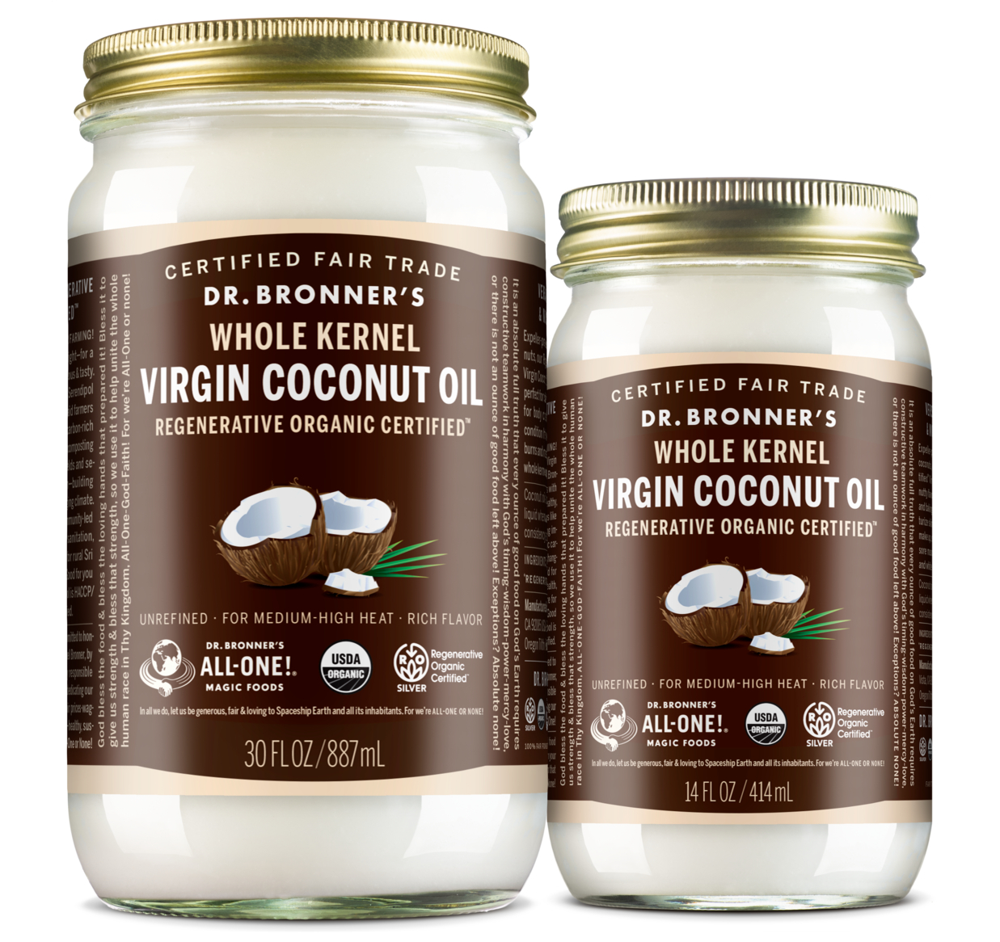 CERTIFIED FAIR TRADE
DR. BRONNER'S
WHOLE KERNEL
VIRGIN COCONUT OIL
REGENERATIVE ORGANIC CERTIFIED™
UNREFINED · FOR MEDIUM-HIGH HEAT · RICH FLAVOR
DR. BRONNER'S
ALL-ONE!®
MAGIC FOODS
USDA
ORGANIC
R O
SILVER
Regenerative
Organic
Certified™
In all we do, let us be generous, fair & loving to Spaceship Earth and all its inhabitants. For we're ALL-ONE OR NONE!
30 FL OZ / 887mL
God bless the food & bless the loving hands that prepared it! Bless it to
give us strength & bless that strength, so we use it to help unite the whole
human race in Thy Kingdom, All-One-God-Faith! For we're All-One or none!
It is an absolute full truth that every ounce of good food on God's Earth requires
constructive teamwork in harmony with God's timing-wisdom-power-mercy-love,
or there is not an ounce of good food left above! Exceptions? Absolute none!
CERTIFIED FAIR TRADE
DR. BRONNER'S
WHOLE KERNEL
VIRGIN COCONUT OIL
REGENERATIVE ORGANIC CERTIFIED™
UNREFINED · FOR MEDIUM-HIGH HEAT · RICH FLAVOR
DR. BRONNER'S
ALL-ONE!®
MAGIC FOODS
USDA
ORGANIC
R O
SILVER
Regenerative
Organic
Certified™
In all we do, let us be generous, fair & loving to Spaceship Earth and all its inhabitants. For we're ALL-ONE OR NONE!
14 FL OZ / 414mL
God bless the food & bless the loving hands that prepared it! Bless it to give
us strength & bless that strength, so we use it to help unite the whole human
race in Thy Kingdom, ALL-ONE-GOD-FAITH! For we're ALL-ONE OR NONE!
It is an absolute full truth that every ounce of good food on God's Earth requires
constructive teamwork in harmony with God's timing-wisdom-power-mercy-love,
or there is not an ounce of good food left above! Exceptions? ABSOLUTE NONE!